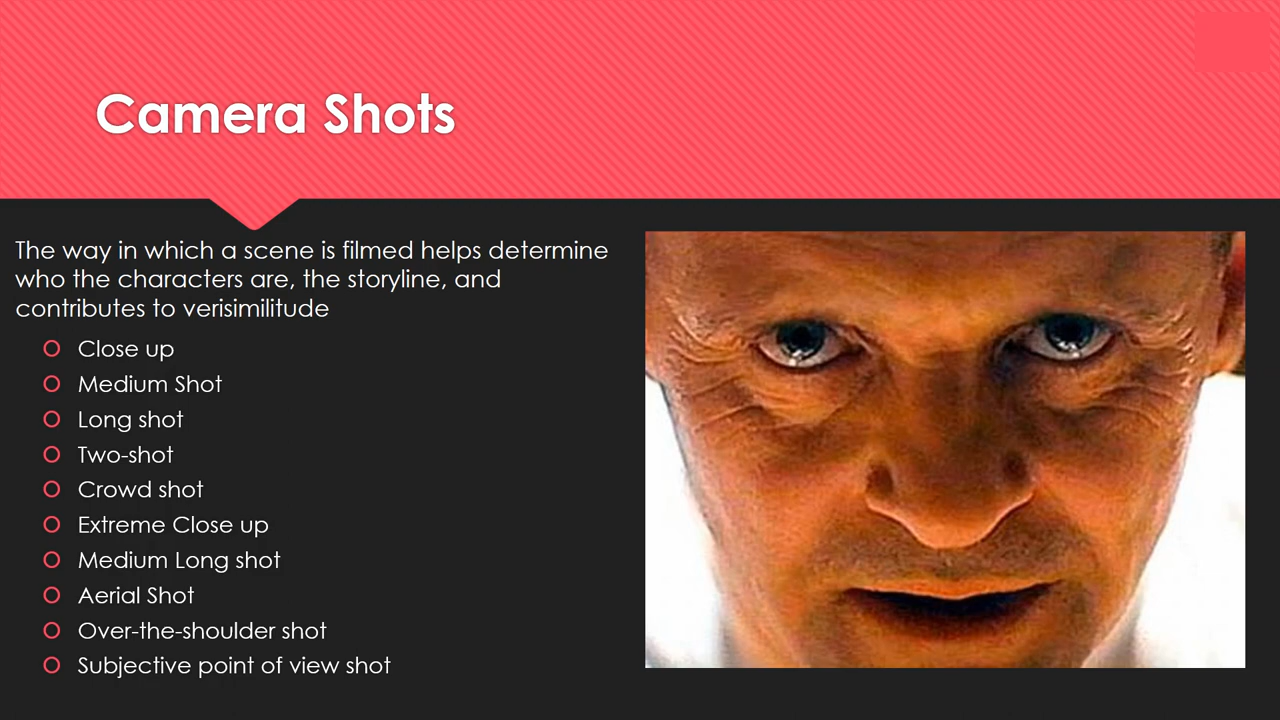 Camera Shots
The way in which a scene is filmed helps determine
who the characters are, the storyline, and
contributes to verisimilitude
Close up
Medium Shot
Long shot
Two-shot
Crowd shot
Extreme Close up
Medium Long shot
Aerial Shot
Over-the-shoulder shot
Subjective point of view shot